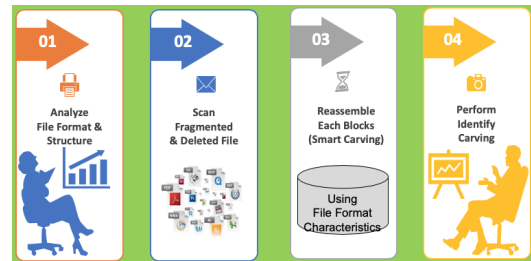 01
Analyze
File Format &
Structure
02
Scan
Fragmented
& Deleted File
03
Reassemble
Each Blocks
(Smart Carving)
Using
File Format
Characteristics
04
Perform
Identify
Carving